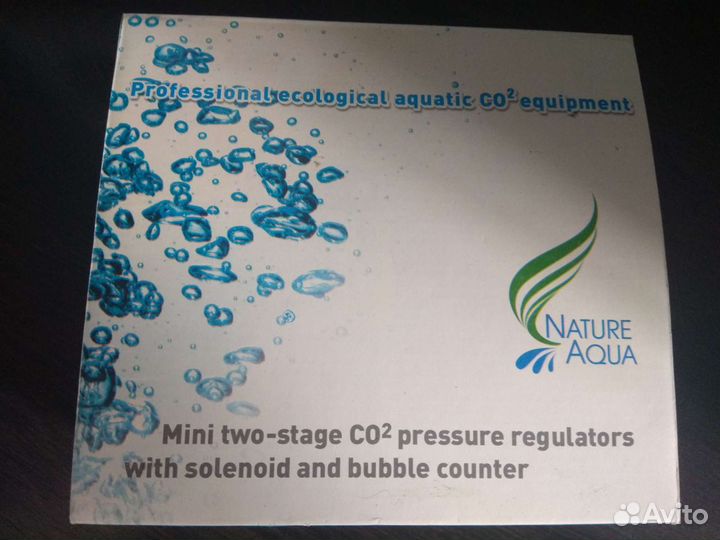 Professional ecological aquatic CO² equipment
NATURE
AQUA
Mini two-stage CO² pressure regulators
with solenoid and bubble counter
Avito